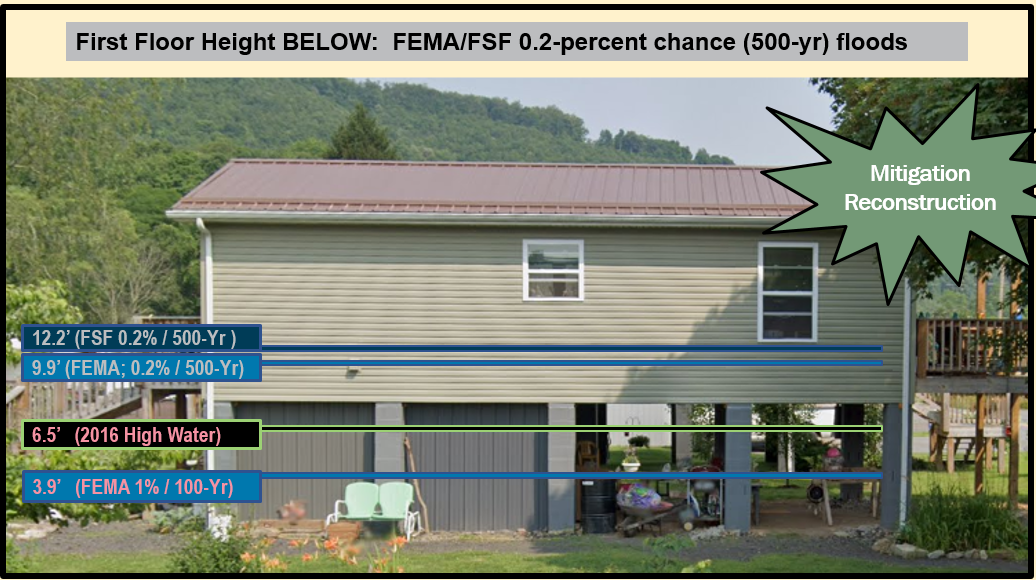 First Floor Height BELOW:  FEMA/FSF 0.2-percent chance (500-yr) floods
Mitigation
Reconstruction
12.2’ (FSF 0.2% / 500-Yr )
9.9’ (FEMA; 0.2% / 500-Yr)
6.5’   (2016 High Water)
3.9’   (FEMA 1% / 100-Yr)